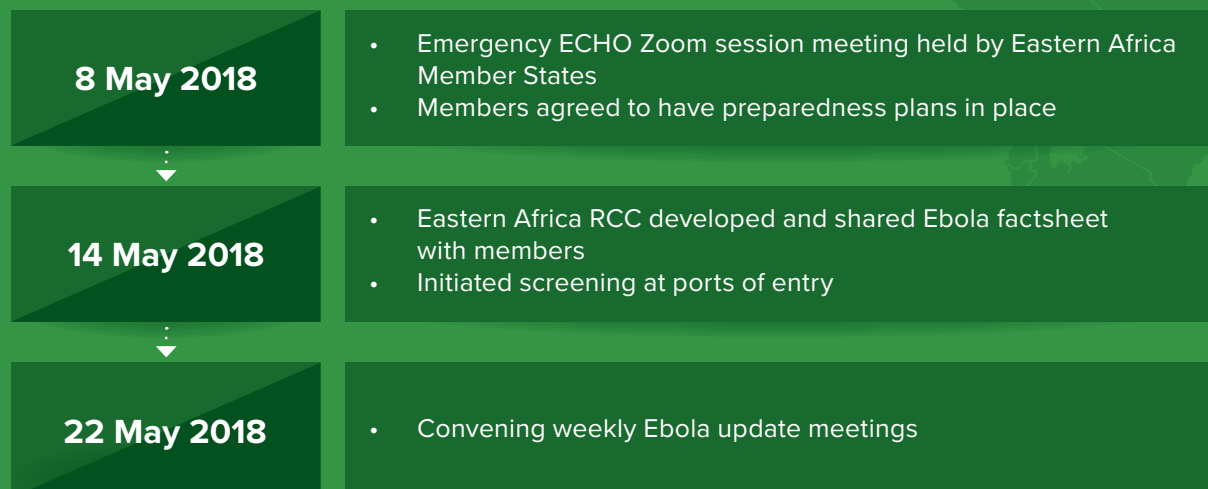 8 May 2018
• Emergency ECHO Zoom session meeting held by Eastern Africa
Member States
• Members agreed to have preparedness plans in place
14 May 2018
• Eastern Africa RCC developed and shared Ebola factsheet
with members
• Initiated screening at ports of entry
22 May 2018
• Convening weekly Ebola update meetings